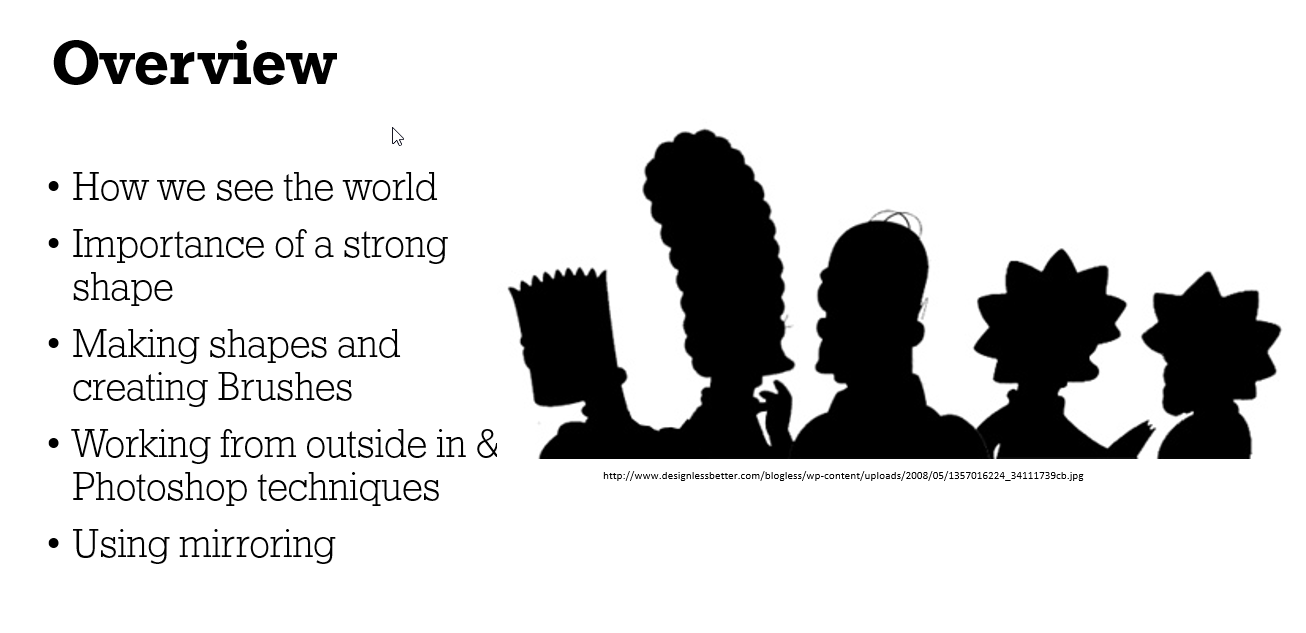 Overview
• How we see the world
• Importance of a strong
shape
• Making shapes and
creating Brushes
• Working from outside in &
Photoshop techniques
• Using mirroring
http://www.designlessbetter.com/blogless/wp-content/uploads/2008/05/1357016224_34111739cb.jpg